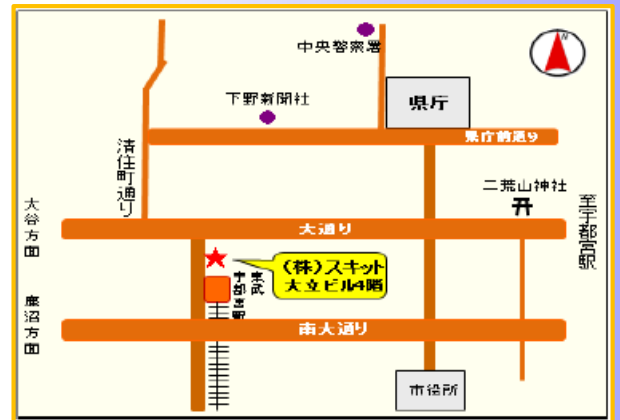 N
中央警察署
下野新聞社
県庁
県庁前通り
清住町通り
二荒山神社
大谷方面
大通り
至宇都宮駅
(株)スキット
大立ビル4階
東武
宇都宮駅
鹿沼方面
南大通り
市役所